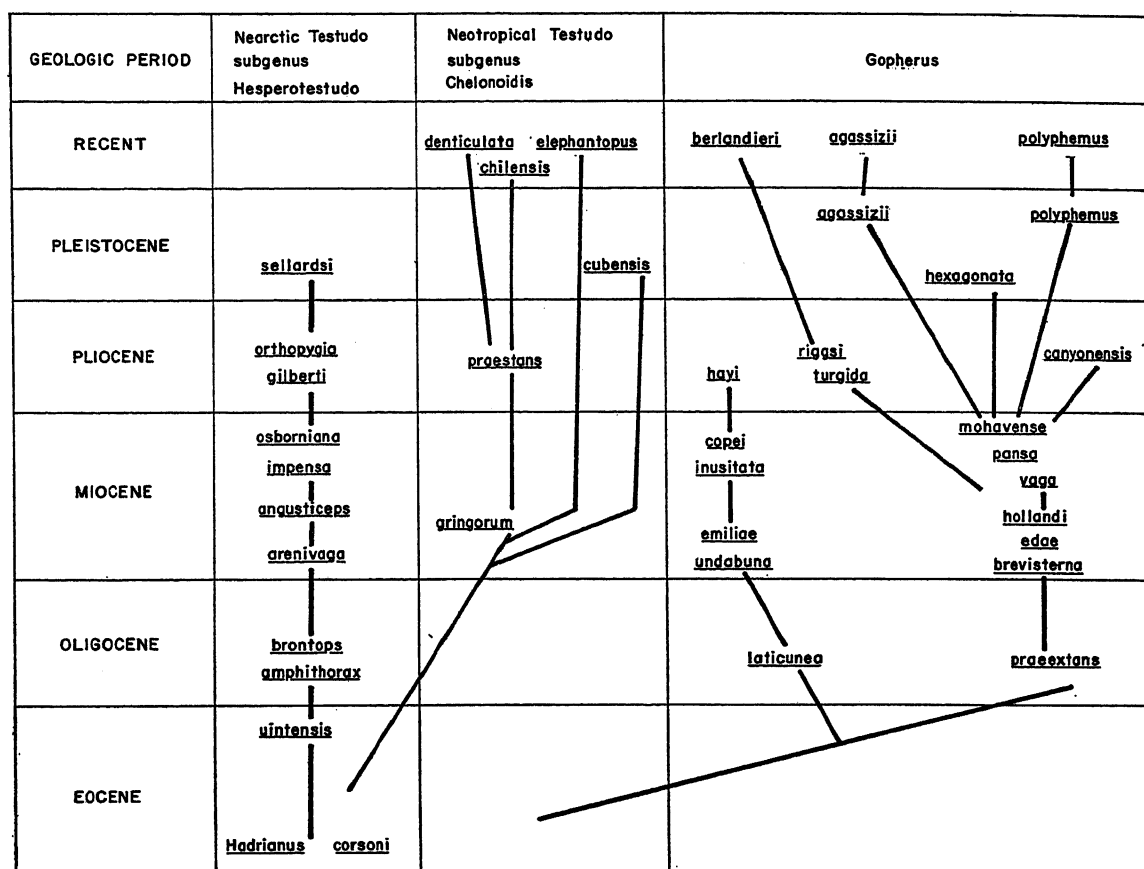 GEOLOGIC PERIOD
Nearctic Testudo
subgenus
Hesperotestudo
Neotropical Testudo
subgenus
Chelonoidis
Gopherus
RECENT
denticulata elephantopus
chilensis
berlandieri
agassizii
polyphemus
PLEISTOCENE
sellardsi
cubensis
agassizii
polyphemus
hexagonata
PLIOCENE
orthopygia
gilberti
praestans
hayi
riggsi
turgida
canyonensis
MIOCENE
osborniana
impensa
angusticeps
arenivaga
gringorum
copei
inusitata
emiliae
undabuna
mohavense
pansa
vaga
hollandi
edae
brevisterna
OLIGOCENE
brontops
amphithorax
laticunea
praeextans
EOCENE
uintensis
Hadrianus corsoni